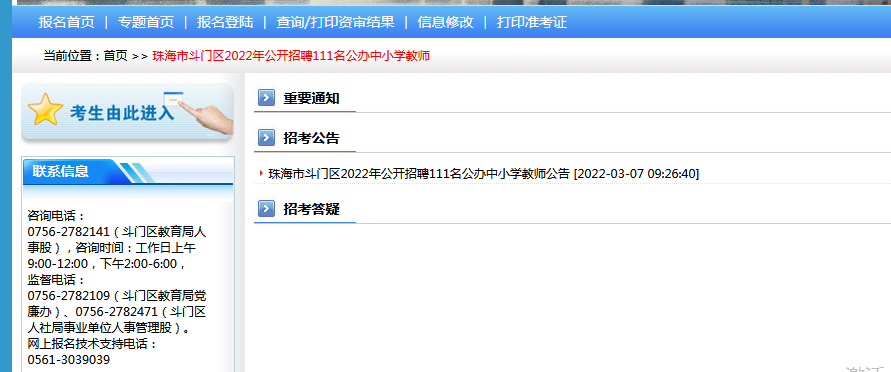 报名首页 | 专题首页 | 报名登陆 | 查询/打印资审结果 | 信息修改 | 打印准考证
当前位置：首页 >> 珠海市斗门区2022年公开招聘111名公办中小学教师
考生由此进入
联系信息
咨询电话：
0756-2782141（斗门区教育局人
事股），咨询时间：工作日上午
9:00-12:00，下午2:00-6:00，
监督电话：
0756-2782109（斗门区教育局党
廉办）、0756-2782471（斗门区
人社局事业单位人事管理股）。
网上报名技术支持电话：
0561-3039039
重要通知
招考公告
珠海市斗门区2022年公开招聘111名公办中小学教师公告 [2022-03-07 09:26:40]
招考答疑